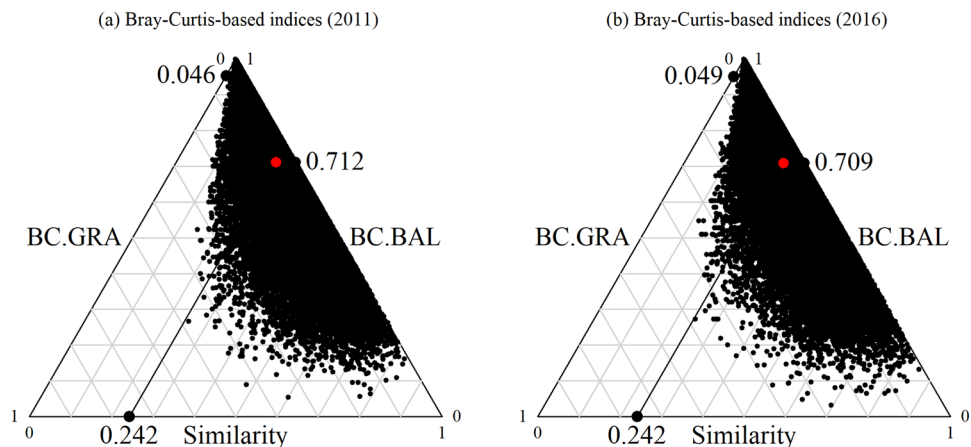 (a) Bray-Curtis-based indices (2011)
0 1
0.046
0.712
BC.GRA
BC.BAL
1
0
0
0.242
Similarity
1
(b) Bray-Curtis-based indices (2016)
0 1
0.049
0.709
BC.GRA
BC.BAL
1
0
0
0.242
Similarity
1